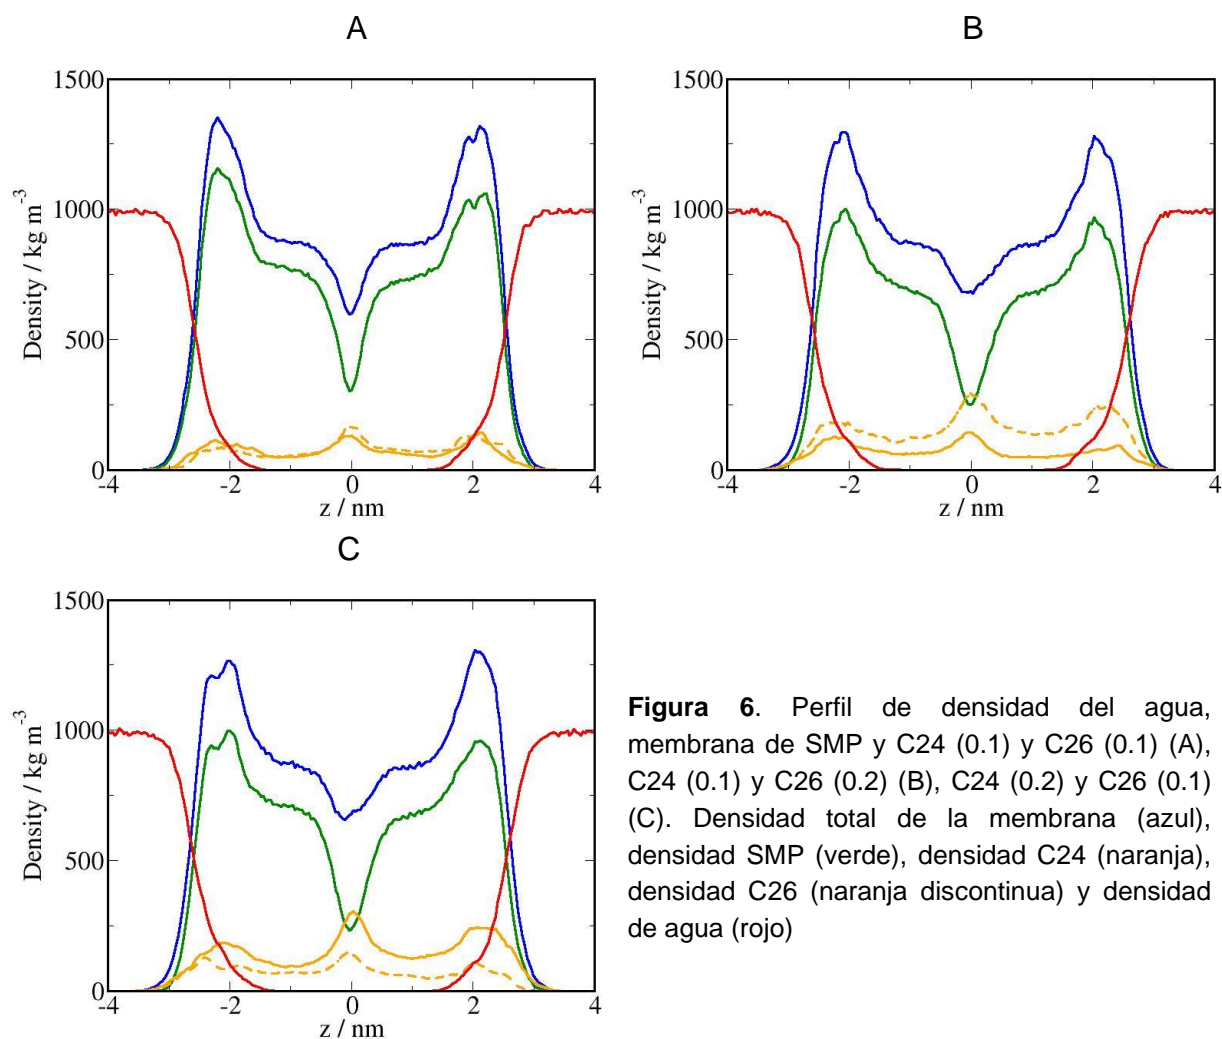 A
1500
1000
500
0
Density / kg m-3
-4 -2 0 2 4
z / nm
B
1500
1000
500
0
Density / kg m-3
-4 -2 0 2 4
z / nm
C
1500
1000
500
0
Density / kg m-3
-4 -2 0 2 4
z / nm
Figura 6. Perfil de densidad del agua,
membrana de SMP y C24 (0.1) y C26 (0.1) (A),
C24 (0.1) y C26 (0.2) (B), C24 (0.2) y C26 (0.1)
(C). Densidad total de la membrana (azul),
densidad SMP (verde), densidad C24 (naranja),
densidad C26 (naranja discontinua) y densidad
de agua (rojo)